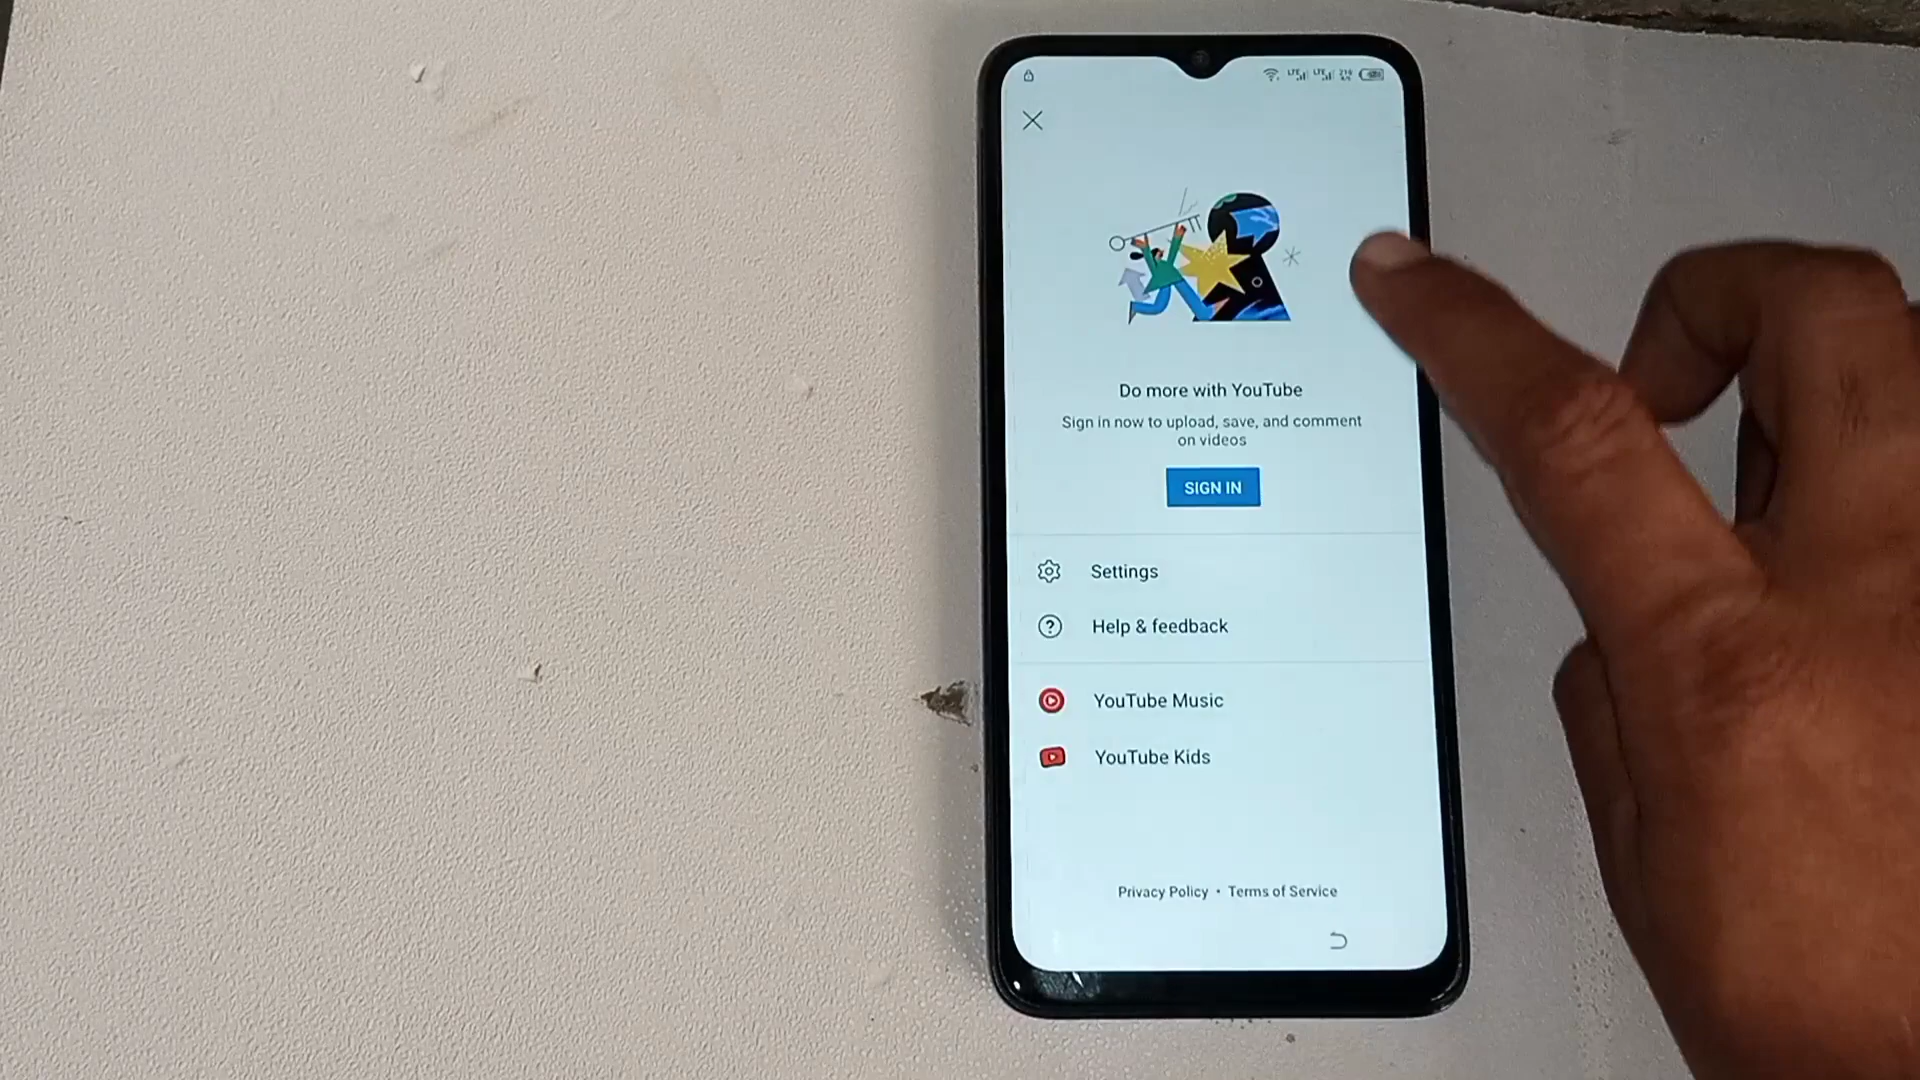 Do more with YouTube
Sign in now to upload, save, and comment
on videos
SIGN IN
Settings
Help & feedback
YouTube Music
YouTube Kids
Privacy Policy • Terms of Service